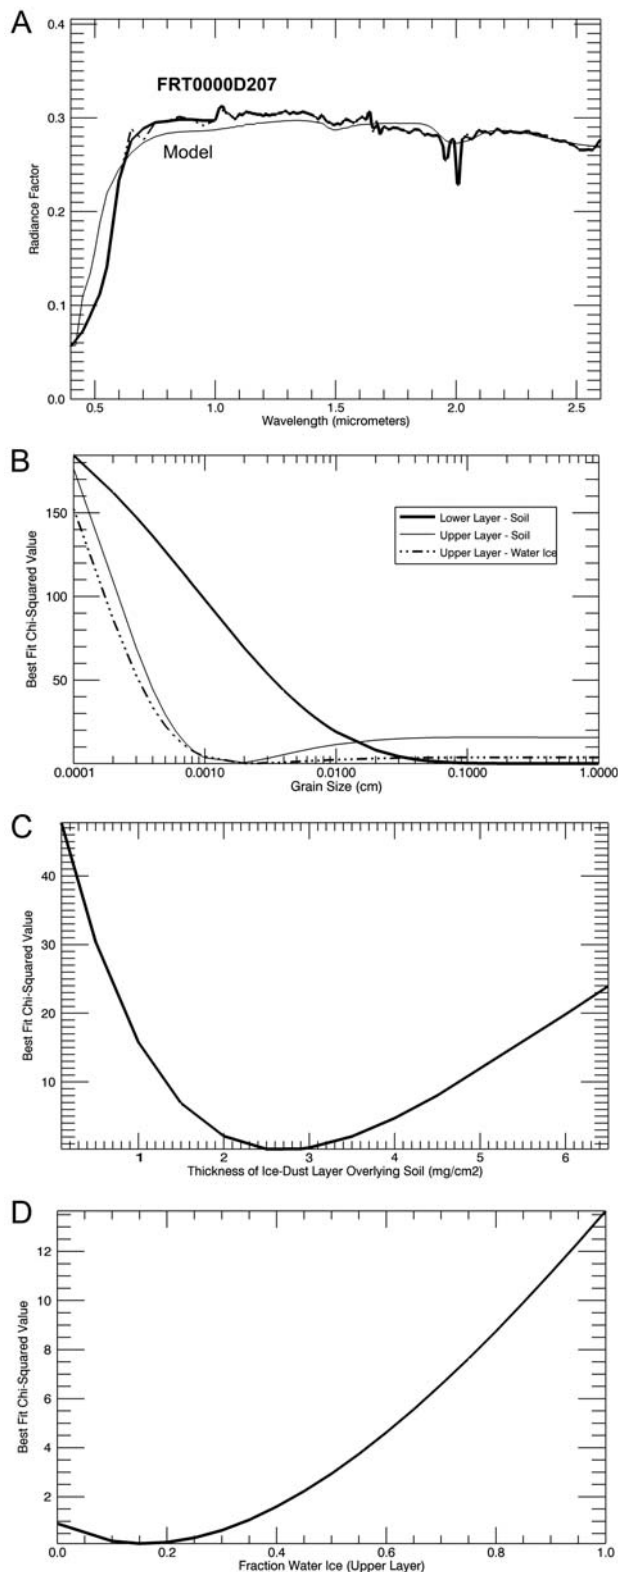 A
0.4
FRT0000D207
0.3
Model
0.2
Radiance Factor
0.1
0.0
0.5 1.0 1.5 2.0 2.5
Wavelength (micrometers)
B
150
Lower Layer - Soil
Upper Layer - Soil
Upper Layer - Water Ice
100
Best Fit Chi-Squared Value
50
0.0001 0.0010 0.0100 0.1000 1.0000
Grain Size (cm)
C
40
30
Best Fit Chi-Squared Value
20
10
1 2 3 4 5 6
Thickness of Ice-Dust Layer Overlying Soil (mg/cm2)
D
12
10
8
Best Fit Chi-Squared Value
6
4
2
0.0 0.2 0.4 0.6 0.8 1.0
Fraction Water Ice (Upper Layer)